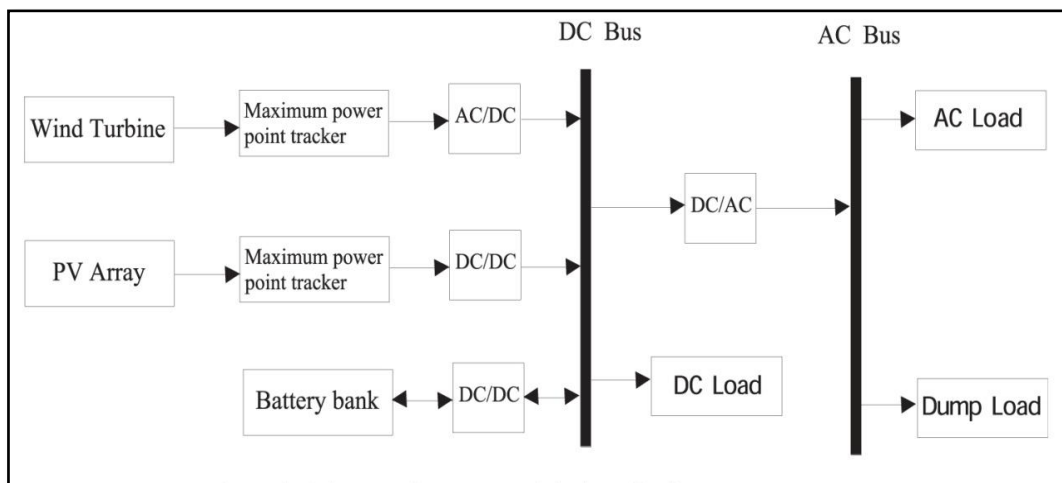 DC Bus
AC Bus
Wind Turbine
Maximum power
point tracker
AC/DC
AC Load
DC/AC
PV Array
Maximum power
point tracker
DC/DC
Battery bank
DC/DC
DC Load
Dump Load